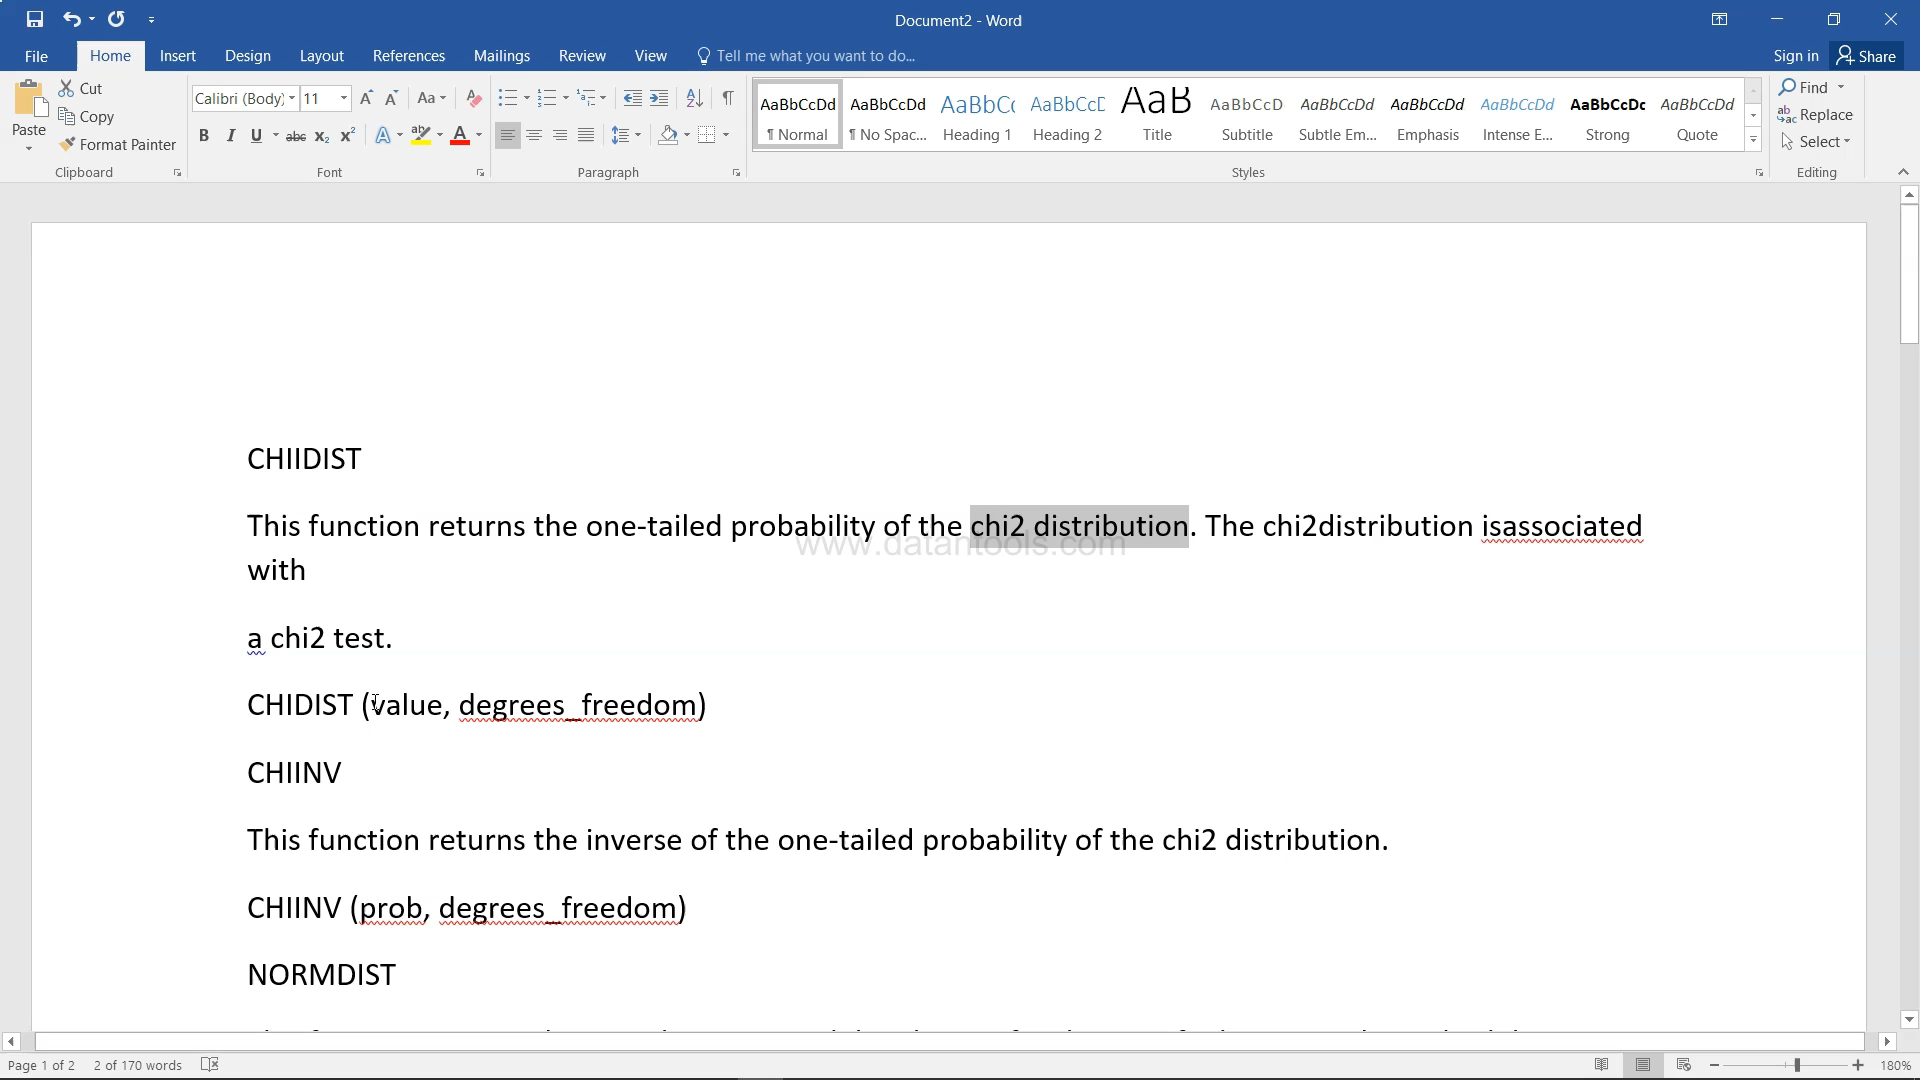 Document2 - Word
File Home Insert Design Layout References Mailings Review View Tell me what you want to do... Sign in Share
Paste Cut Copy Format Painter
Calibri (Body) 11
AaBbCcDd AaBbCcDd AaBbCc AaBbCcD AaB AaBbCcD AaBbCcDd AaBbCcDd AaBbCcDd AaBbCcDc AaBbCcDd
¶ Normal ¶ No Spac... Heading 1 Heading 2 Title Subtitle Subtle Em... Emphasis Intense E... Strong Quote
Find
Replace
Select
Clipboard Font Paragraph Styles Editing
CHIIDIST
This function returns the one-tailed probability of the chi2 distribution. The chi2distribution isassociated
www.datantools.com
with
a chi2 test.
CHIDIST (value, degrees_freedom)
CHIINV
This function returns the inverse of the one-tailed probability of the chi2 distribution.
CHIINV (prob, degrees_freedom)
NORMDIST
Page 1 of 2 2 of 170 words 180%